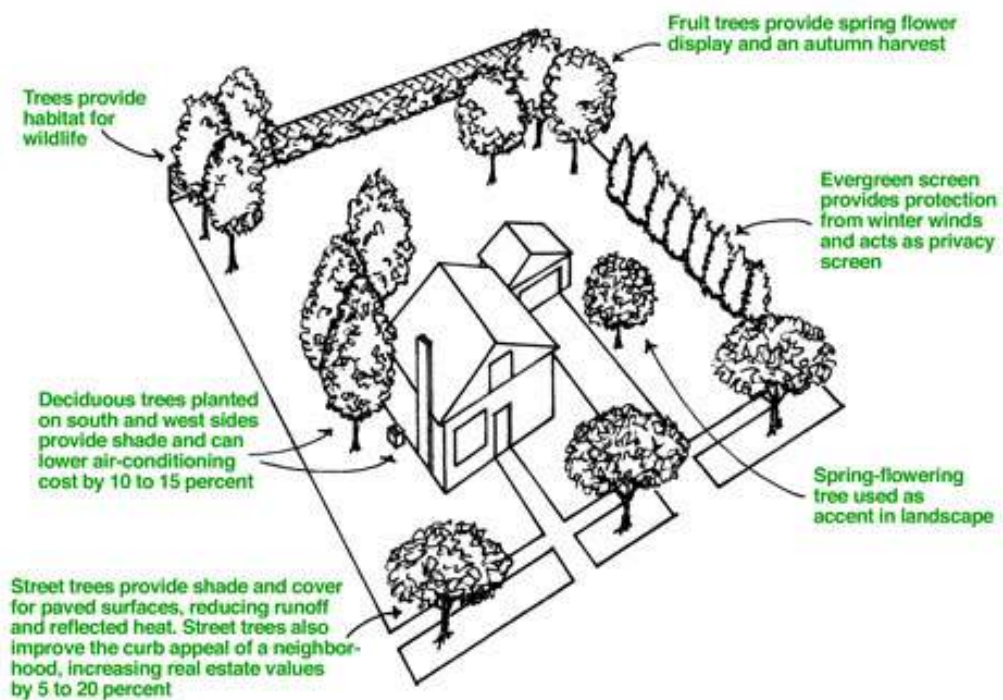 Fruit trees provide spring flower
display and an autumn harvest
Trees provide
habitat for
wildlife
Evergreen screen
provides protection
from winter winds
and acts as privacy
screen
Deciduous trees planted
on south and west sides
provide shade and can
lower air-conditioning
cost by 10 to 15 percent
Spring-flowering
tree used as
accent in landscape
Street trees provide shade and cover
for paved surfaces, reducing runoff
and reflected heat. Street trees also
improve the curb appeal of a neighbor-
hood, increasing real estate values
by 5 to 20 percent